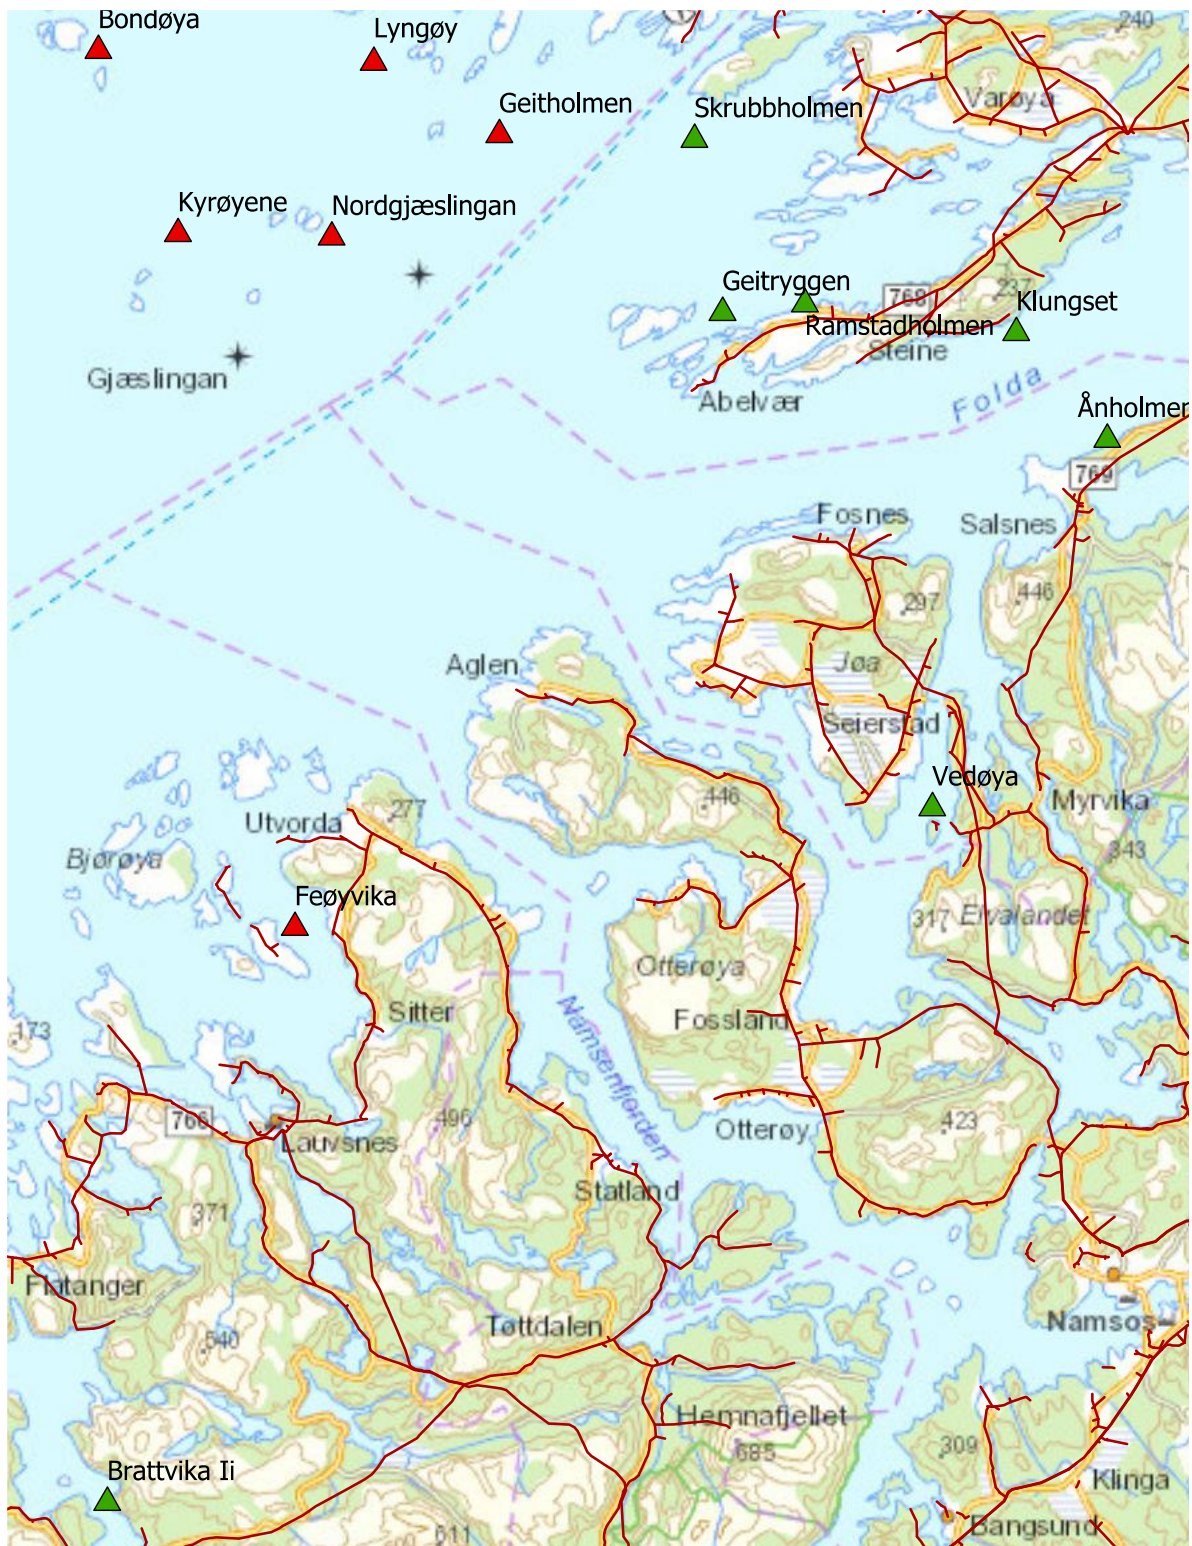 Bondøya
Lyngøy
240
Geitholmen
Skrubbholmen
Varøya
Kyrøyene
Nordgjæslingan
Geitryggen
768
237
Klungset
Ramstadholmen
Steine
Gjæslingan
Abelvær
Folda
Ånholmen
769
Fosnes
Salsnes
297
446
Aglen
Jøa
Seierstad
Vedøya
446
Myrvika
277
Utvorda
Bjørøya
343
Feøyvika
317
Elvalandet
Otterøya
Namsenfjorden
Sitter
Fossland
173
766
Lauvsnes
496
Otterøy
423
Statland
371
Flatanger
Tøttdalen
Namsos
540
Hemnafjellet
685
309
Brattvika Ii
Klinga
611
Bangsund